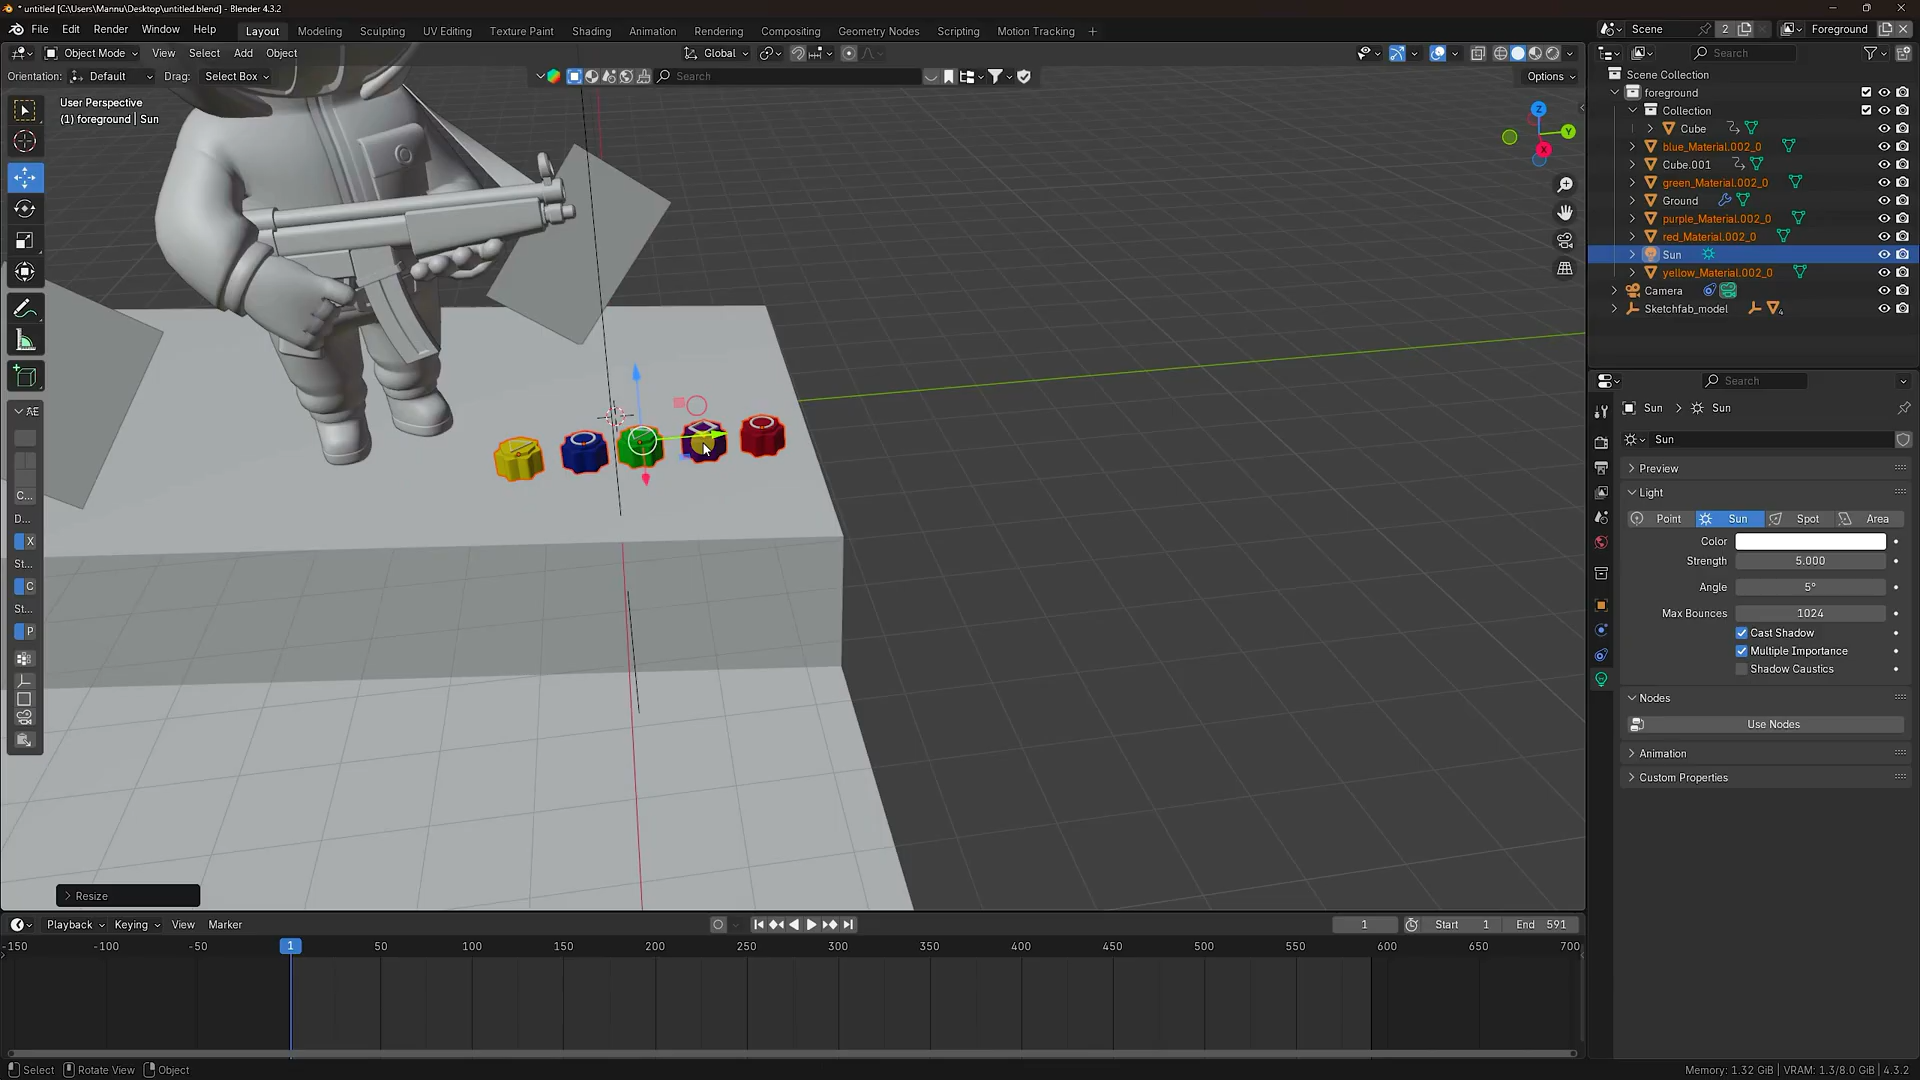 * untitled [C:\Users\Mannu\Desktop\untitled.blend] - Blender 4.3.2
File Edit Render Window Help Layout Modeling Sculpting UV Editing Texture Paint Shading Animation Rendering Compositing Geometry Nodes Scripting Motion Tracking Scene 2 Foreground
Object Mode View Select Add Object Global Search
Orientation: Default Drag: Select Box Search Options
User Perspective
(1) foreground | Sun
Scene Collection
foreground
Collection
Cube
blue_Material.002_0
Cube.001
green_Material.002_0
Ground
purple_Material.002_0
red_Material.002_0
Sun
yellow_Material.002_0
Camera
Sketchfab_model 4
Z
Y
X
Search
Sun Sun
Sun
Preview
Light
Point Sun Spot Area
Color
Strength 5.000
Angle 5°
Max Bounces 1024
Cast Shadow
Multiple Importance
Shadow Caustics
Nodes
Use Nodes
Animation
Custom Properties
AE
C...
D...
X
St...
C
St...
P
Resize
Playback Keying View Marker 1 Start 1 End 591
-150 -100 -50 1 50 100 150 200 250 300 350 400 450 500 550 600 650 700
Select Rotate View Object Memory: 1.32 GiB | VRAM: 1.3/8.0 GiB | 4.3.2